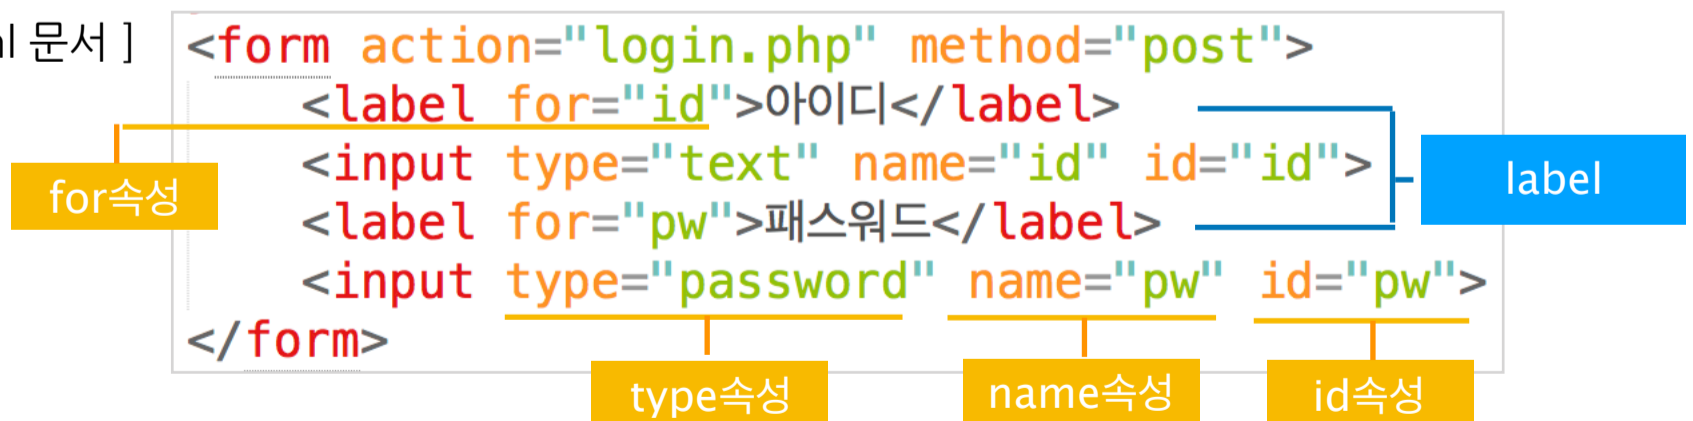 l 문서 ]
<form action="login.php" method="post">
<label for="id">아이디</label>
<input type="text" name="id" id="id">
<label for="pw">패스워드</label>
<input type="password" name="pw" id="pw">
</form>
for속성
label
type속성
name속성
id속성